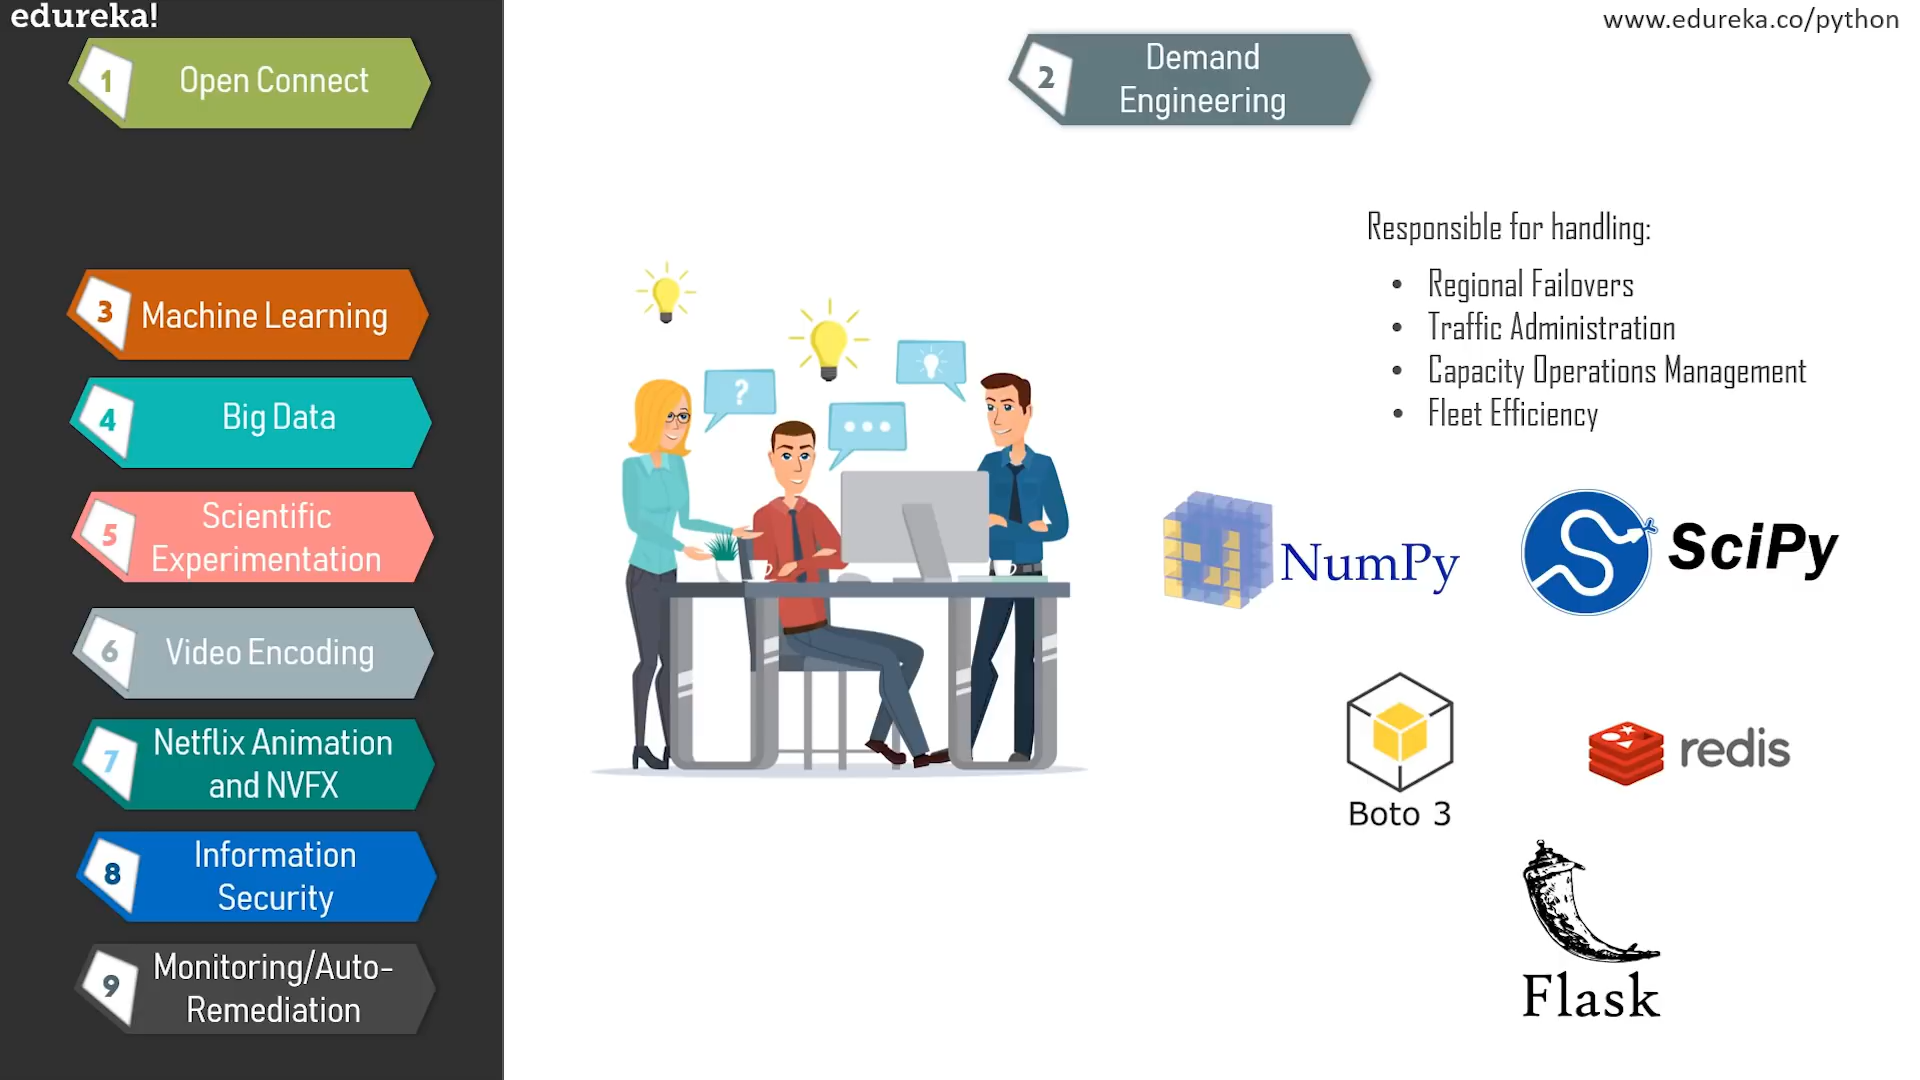 edureka!
www.edureka.co/python
1
Open Connect
2
Demand
Engineering
3
Machine Learning
4
Big Data
5
Scientific
Experimentation
6
Video Encoding
7
Netflix Animation
and NVFX
8
Information
Security
9
Monitoring/Auto-
Remediation
?
Responsible for handling:
• Regional Failovers
• Traffic Administration
• Capacity Operations Management
• Fleet Efficiency
NumPy
SciPy
Boto 3
redis
Flask